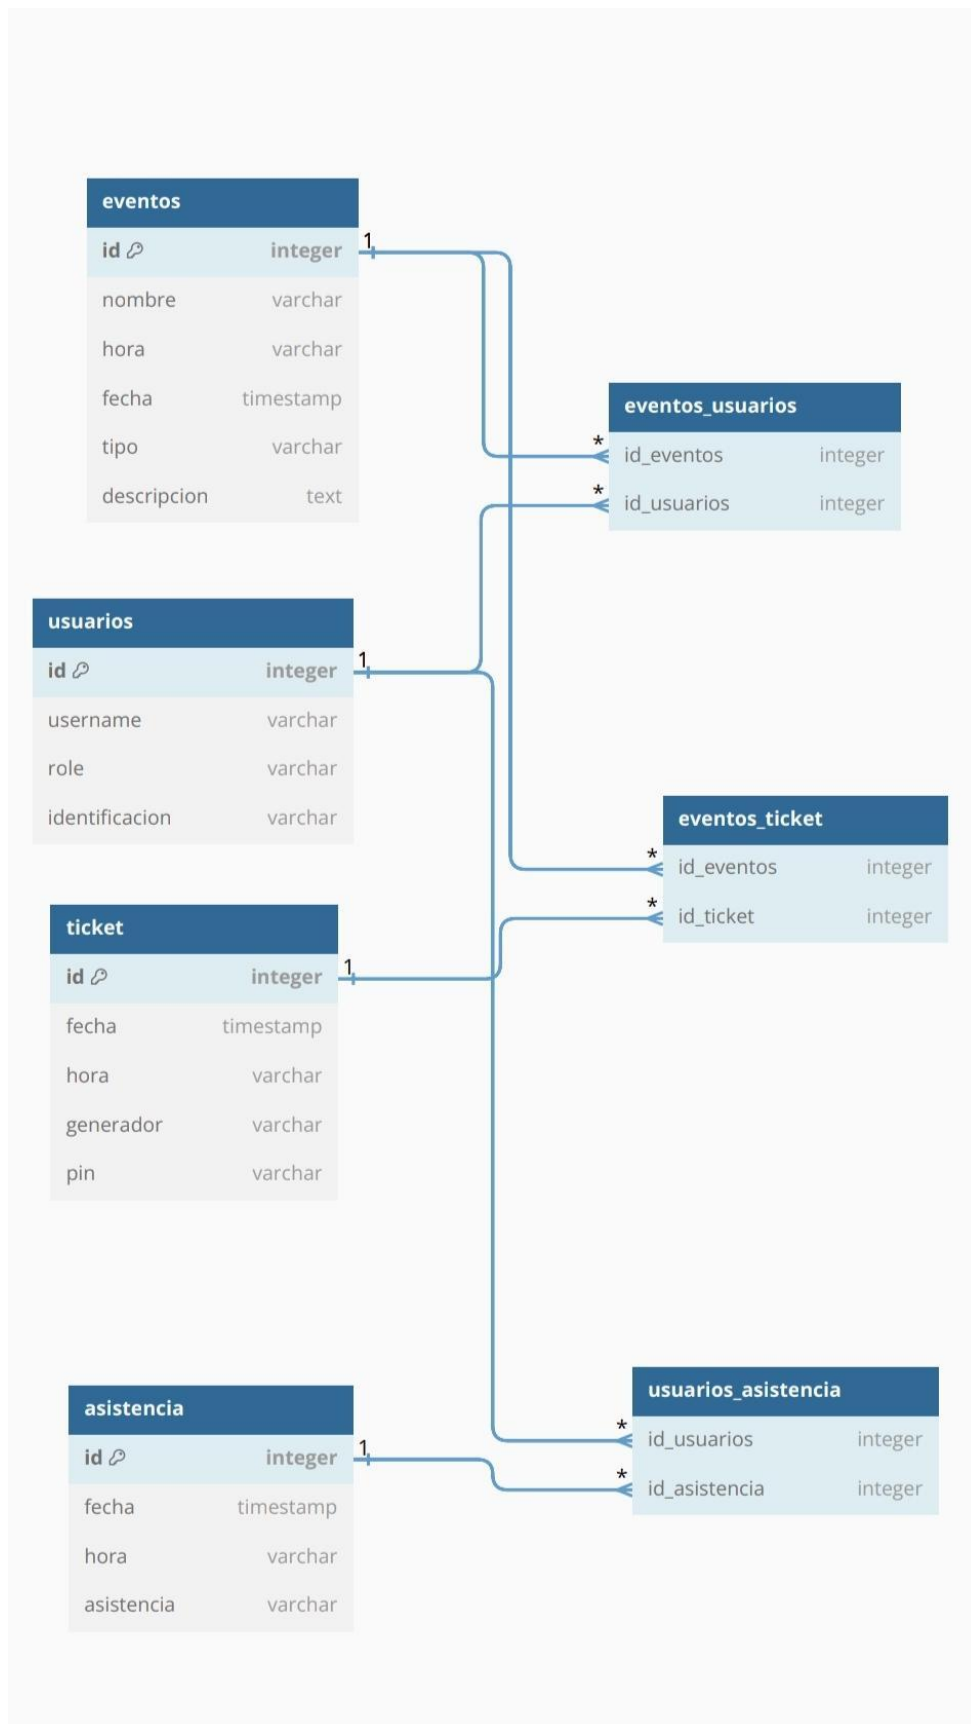 eventos
id integer
nombre varchar
hora varchar
fecha timestamp
tipo varchar
descripcion text
1
eventos_usuarios
* id_eventos integer
* id_usuarios integer
usuarios
id integer
username varchar
role varchar
identificacion varchar
1
eventos_ticket
* id_eventos integer
* id_ticket integer
ticket
id integer
fecha timestamp
hora varchar
generador varchar
pin varchar
1
usuarios_asistencia
* id_usuarios integer
* id_asistencia integer
asistencia
id integer
fecha timestamp
hora varchar
asistencia varchar
1